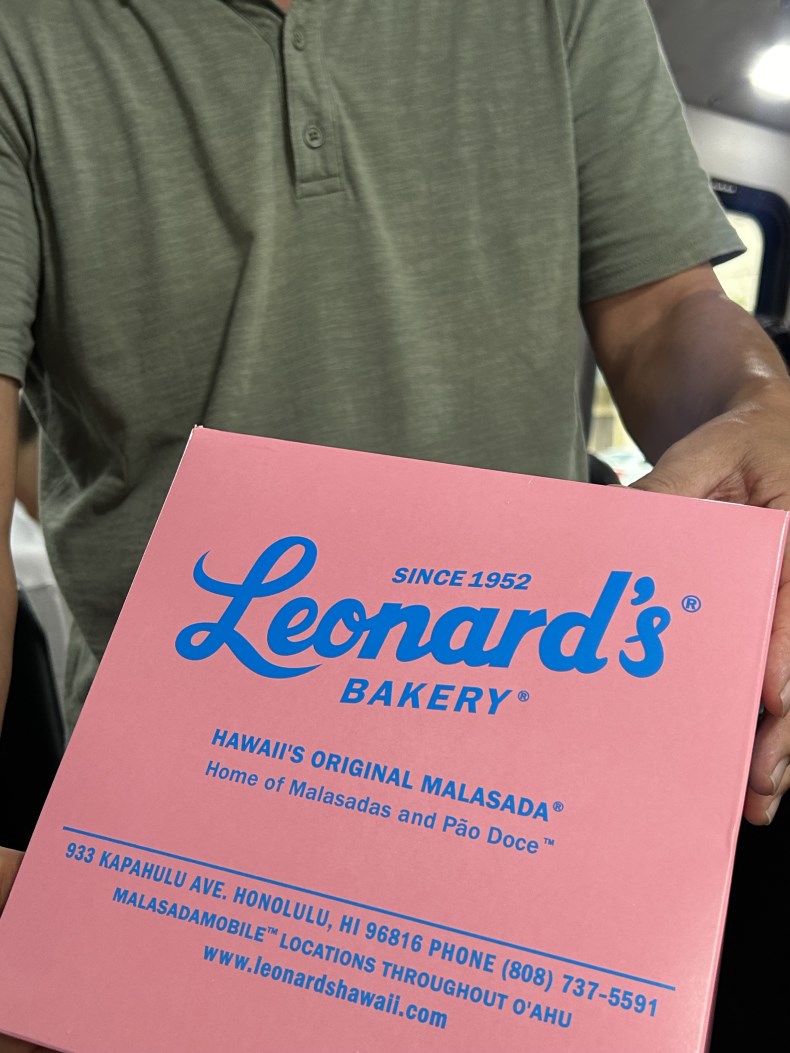 SINCE 1952
Leonard's®
BAKERY®
HAWAII'S ORIGINAL MALASADA®
Home of Malasadas and Pão Doce™
933 KAPAHULU AVE. HONOLULU, HI 96816 PHONE (808) 737-5591
MALASADAMOBILE™ LOCATIONS THROUGHOUT O'AHU
www.leonardshawaii.com